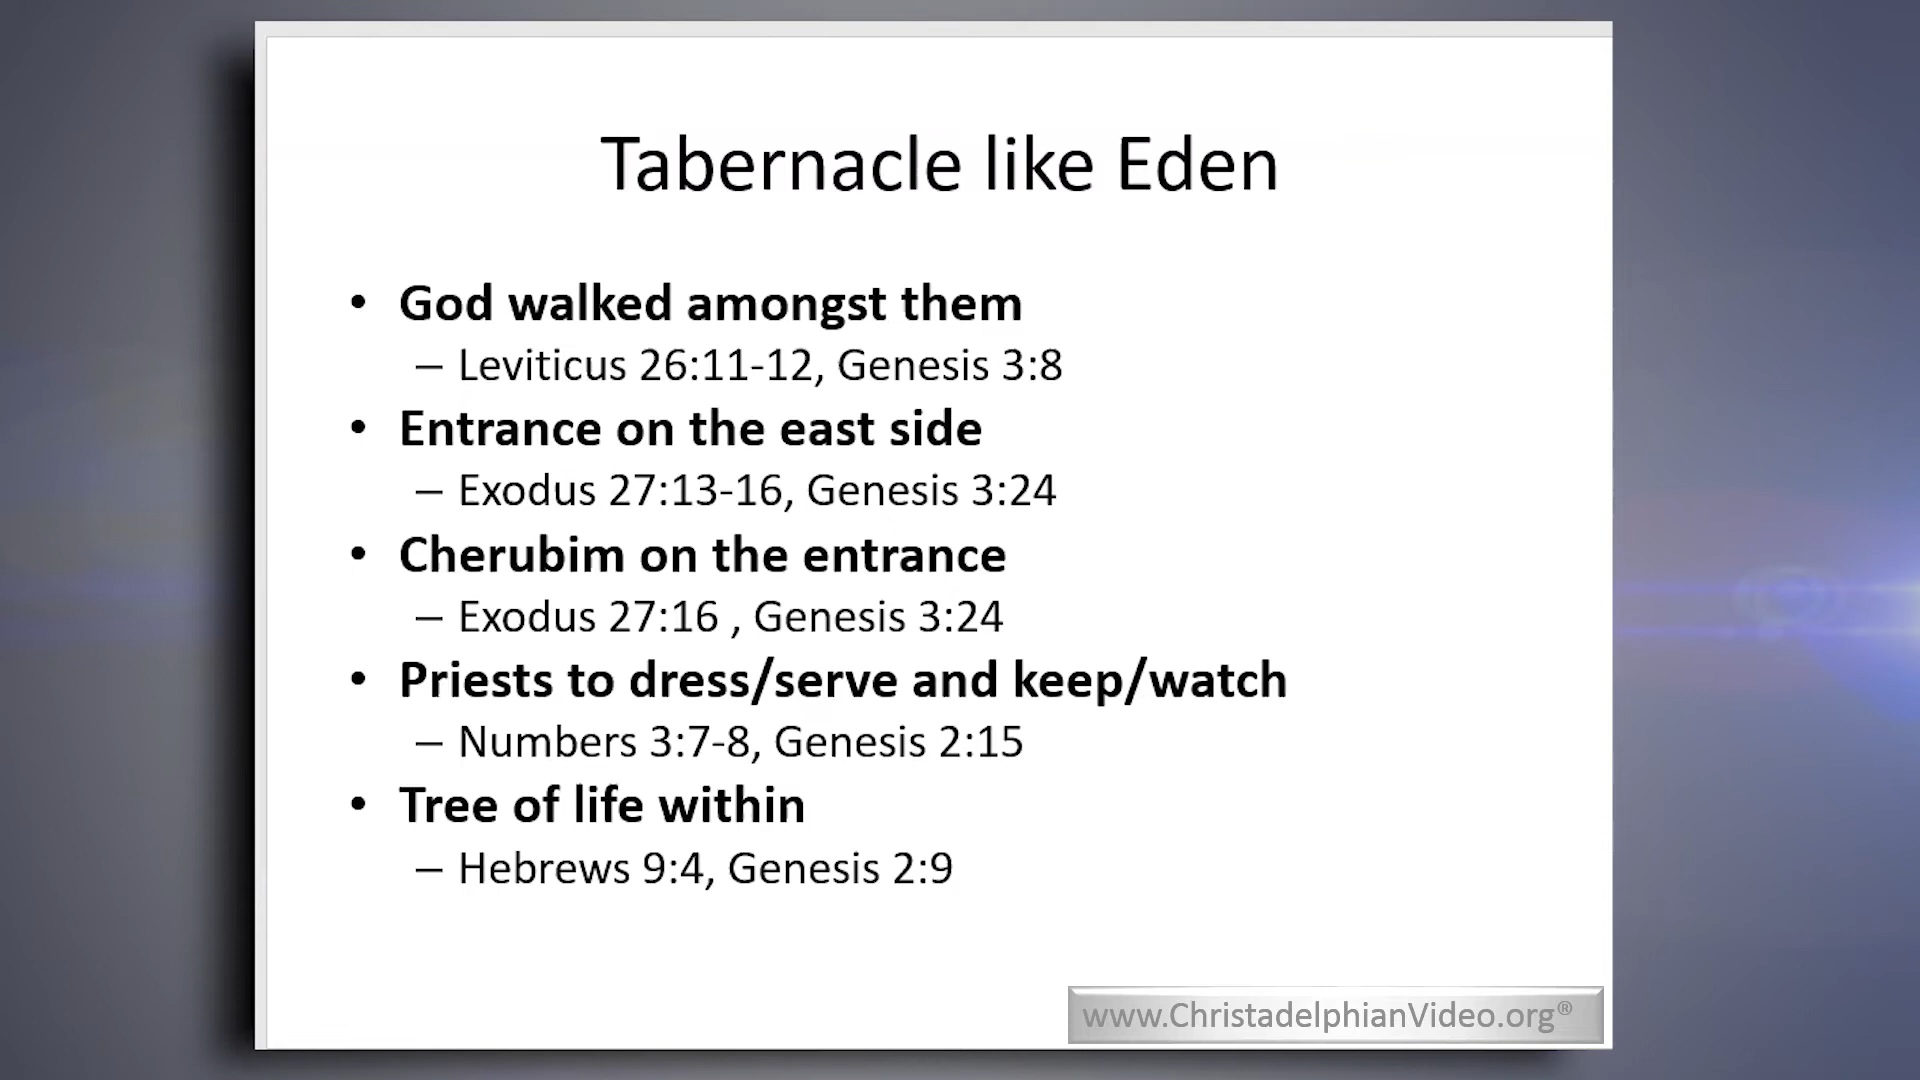 Tabernacle like Eden
• God walked amongst them
– Leviticus 26:11-12, Genesis 3:8
• Entrance on the east side
– Exodus 27:13-16, Genesis 3:24
• Cherubim on the entrance
– Exodus 27:16 , Genesis 3:24
• Priests to dress/serve and keep/watch
– Numbers 3:7-8, Genesis 2:15
• Tree of life within
– Hebrews 9:4, Genesis 2:9
www.ChristadelphianVideo.org®